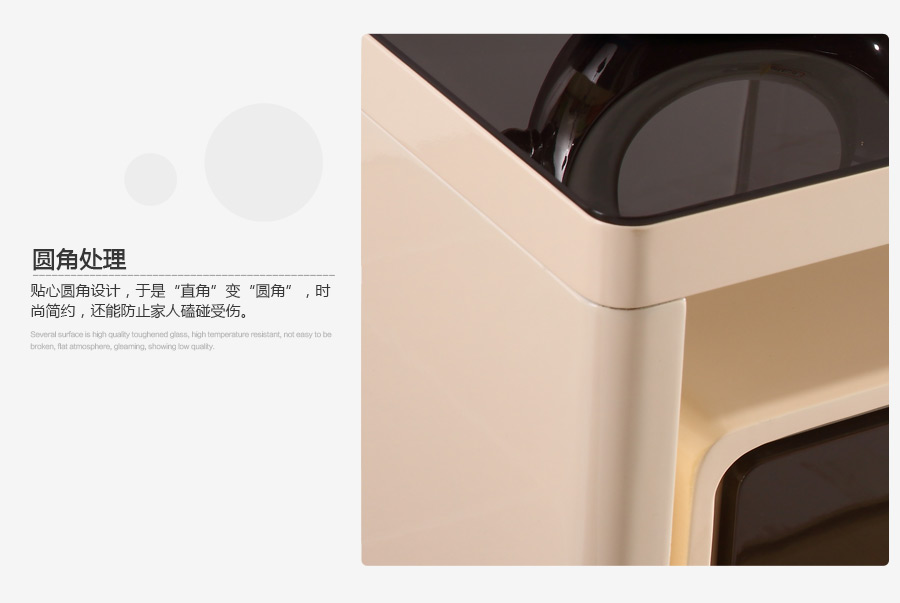 圆角处理
贴心圆角设计，于是“直角”变“圆角”，时
尚简约，还能防止家人磕碰受伤。
Several surface is high quality toughened glass, high temperature resistant, not easy to be
broken, flat atmosphere, gleaming, showing low quality.